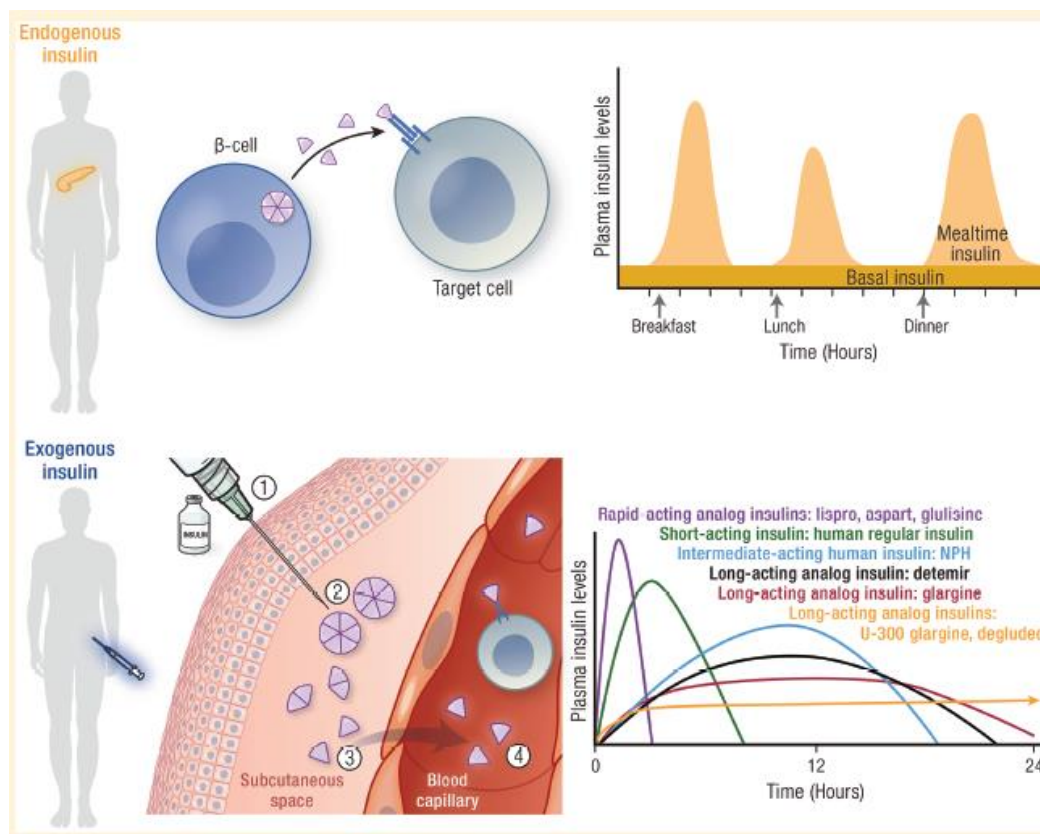 Endogenous
insulin
β-cell
Target cell
Plasma insulin levels
Mealtime
insulin
Basal insulin
Breakfast
Lunch
Dinner
Time (Hours)
Exogenous
insulin
INSULIN
1
2
3
4
Subcutaneous
space
Blood
capillary
Rapid-acting analog insulins: lispro, aspart, glulisine
Short-acting insulin: human regular insulin
Intermediate-acting human insulin: NPH
Long-acting analog insulin: detemir
Long-acting analog insulin: glargine
Long-acting analog insulins:
U-300 glargine, degludec
Plasma insulin levels
0
12
24
Time (Hours)